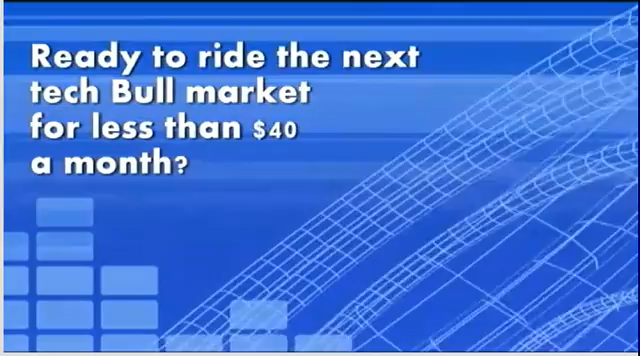 Ready to ride the next
tech Bull market
for less than $40
a month?